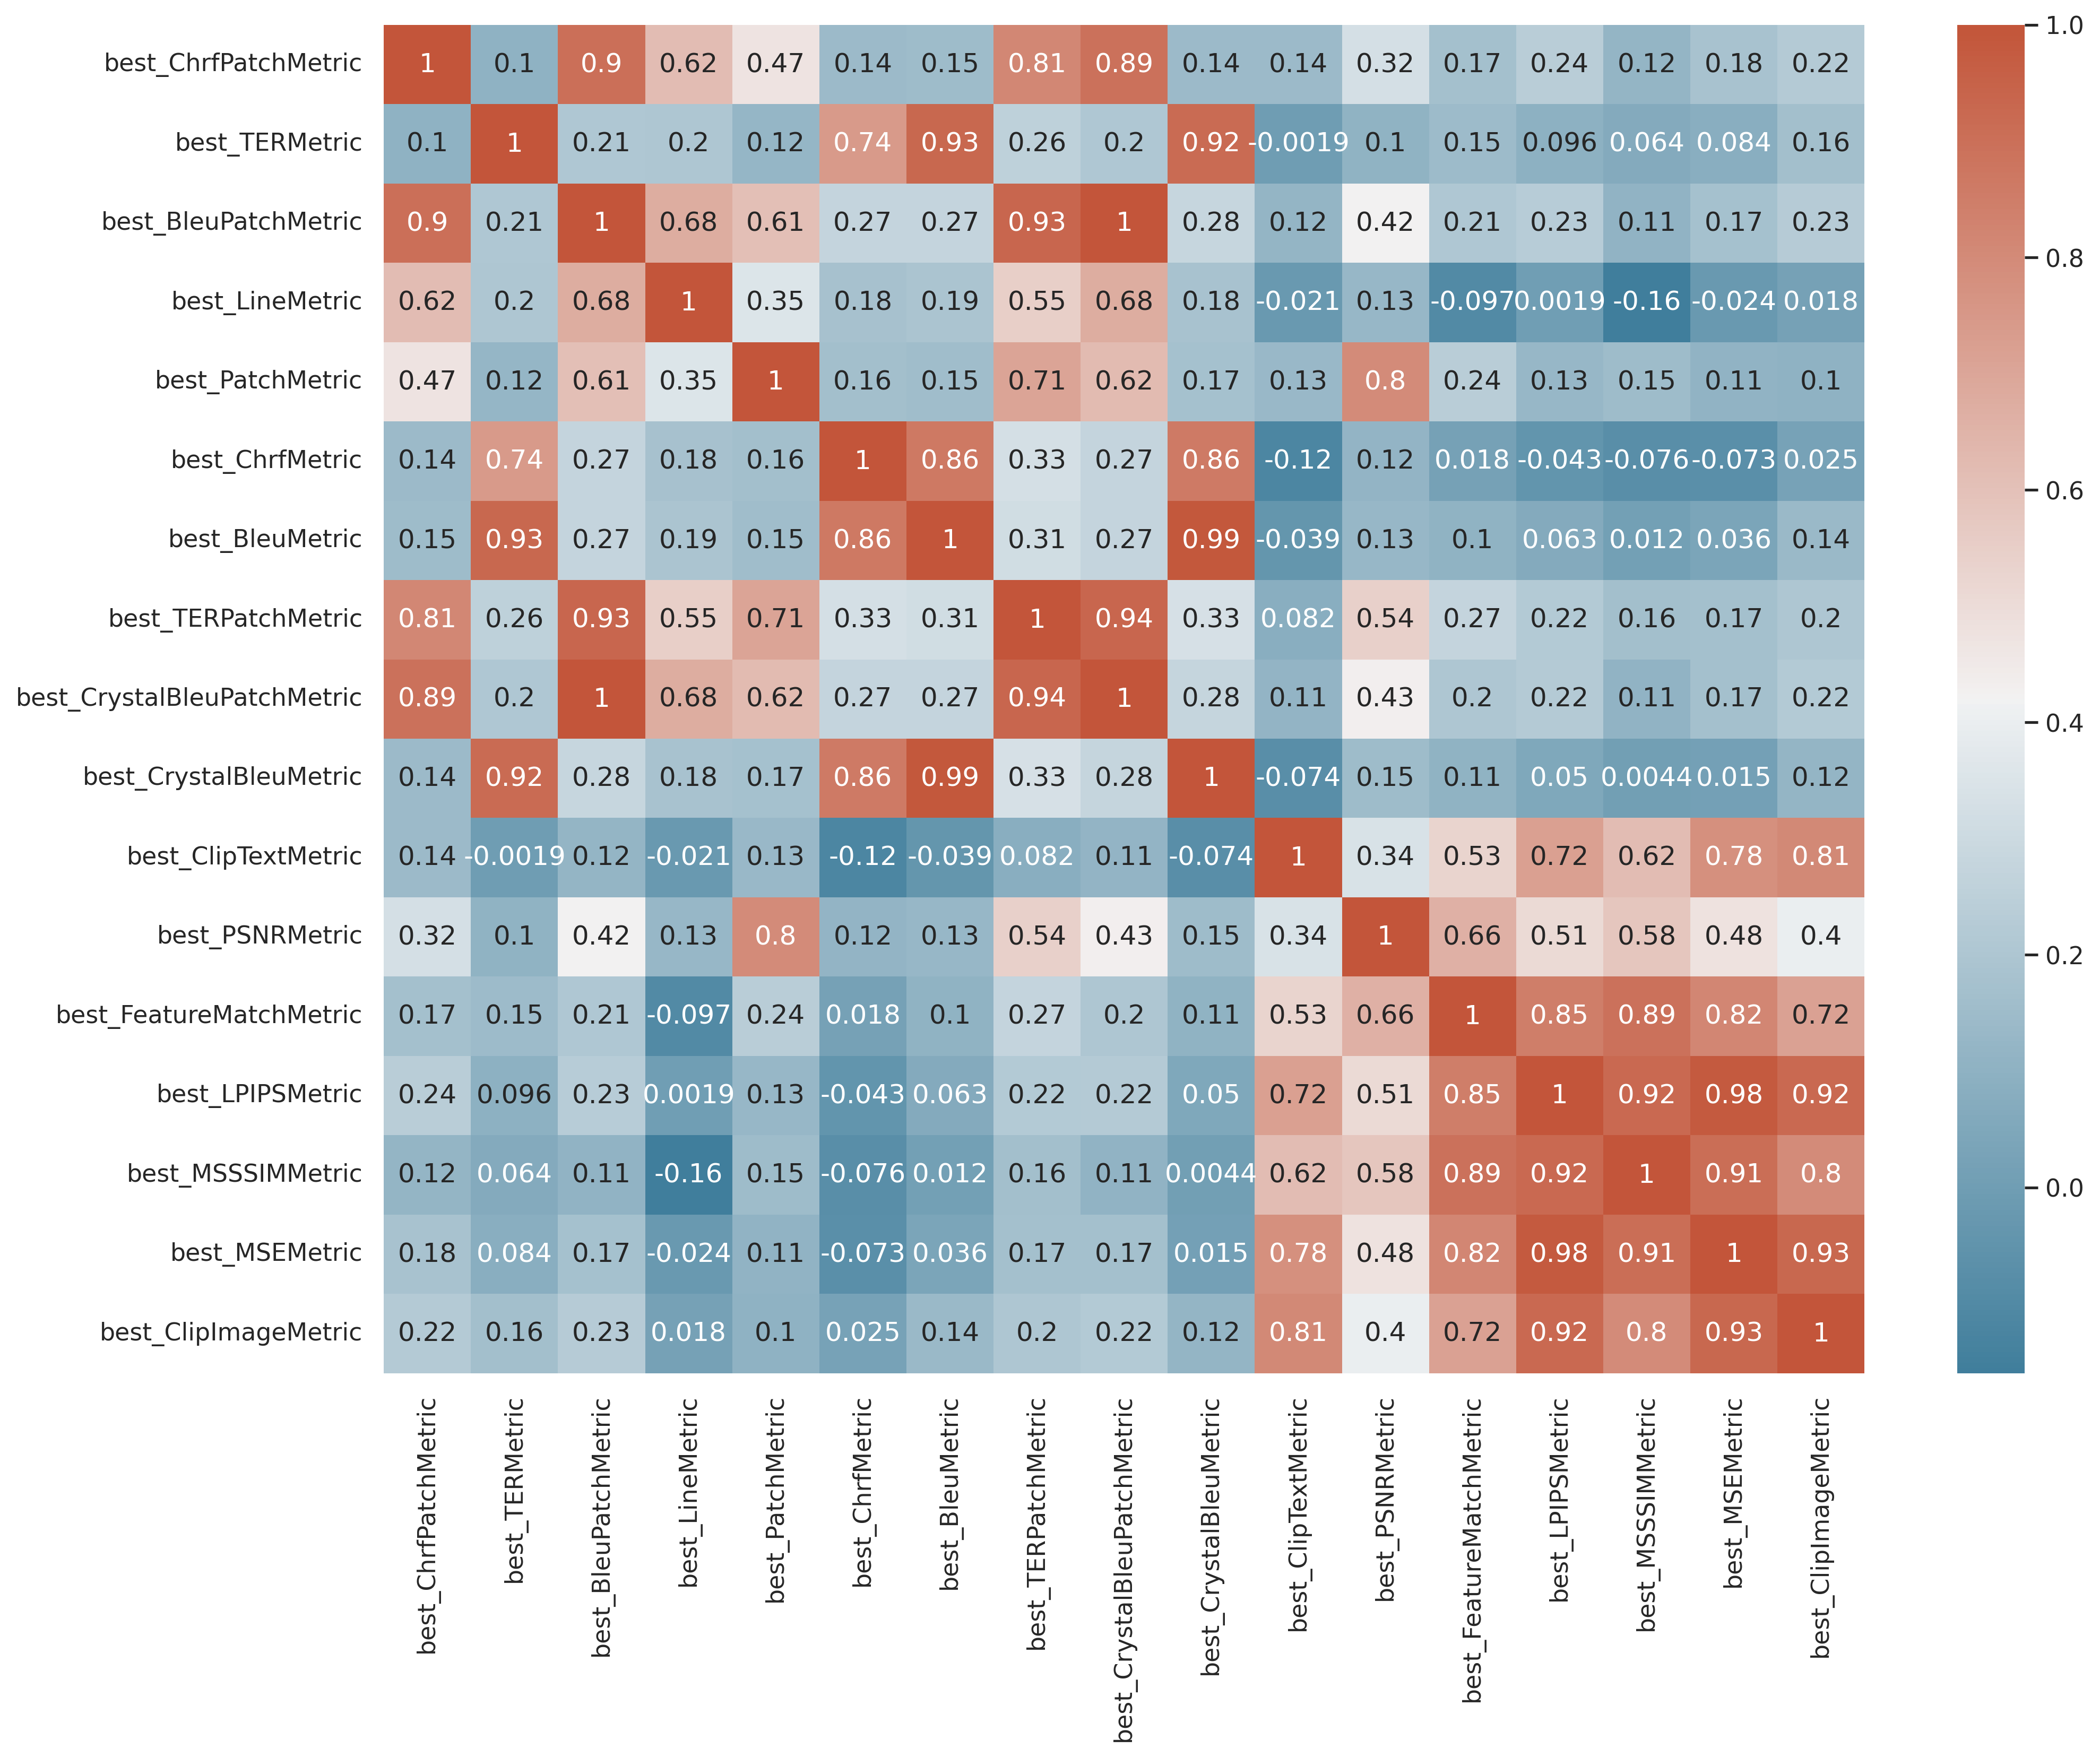 best_ChrfPatchMetric 1 0.1 0.9 0.62 0.47 0.14 0.15 0.81 0.89 0.14 0.14 0.32 0.17 0.24 0.12 0.18 0.22
best_TERMetric 0.1 1 0.21 0.2 0.12 0.74 0.93 0.26 0.2 0.92 -0.0019 0.1 0.15 0.096 0.064 0.084 0.16
best_BleuPatchMetric 0.9 0.21 1 0.68 0.61 0.27 0.27 0.93 1 0.28 0.12 0.42 0.21 0.23 0.11 0.17 0.23
best_LineMetric 0.62 0.2 0.68 1 0.35 0.18 0.19 0.55 0.68 0.18 -0.021 0.13 -0.097 0.0019 -0.16 -0.024 0.018
best_PatchMetric 0.47 0.12 0.61 0.35 1 0.16 0.15 0.71 0.62 0.17 0.13 0.8 0.24 0.13 0.15 0.11 0.1
best_ChrfMetric 0.14 0.74 0.27 0.18 0.16 1 0.86 0.33 0.27 0.86 -0.12 0.12 0.018 -0.043 -0.076 -0.073 0.025
best_BleuMetric 0.15 0.93 0.27 0.19 0.15 0.86 1 0.31 0.27 0.99 -0.039 0.13 0.1 0.063 0.012 0.036 0.14
best_TERPatchMetric 0.81 0.26 0.93 0.55 0.71 0.33 0.31 1 0.94 0.33 0.082 0.54 0.27 0.22 0.16 0.17 0.2
best_CrystalBleuPatchMetric 0.89 0.2 1 0.68 0.62 0.27 0.27 0.94 1 0.28 0.11 0.43 0.2 0.22 0.11 0.17 0.22
best_CrystalBleuMetric 0.14 0.92 0.28 0.18 0.17 0.86 0.99 0.33 0.28 1 -0.074 0.15 0.11 0.05 0.0044 0.015 0.12
best_ClipTextMetric 0.14 -0.0019 0.12 -0.021 0.13 -0.12 -0.039 0.082 0.11 -0.074 1 0.34 0.53 0.72 0.62 0.78 0.81
best_PSNRMetric 0.32 0.1 0.42 0.13 0.8 0.12 0.13 0.54 0.43 0.15 0.34 1 0.66 0.51 0.58 0.48 0.4
best_FeatureMatchMetric 0.17 0.15 0.21 -0.097 0.24 0.018 0.1 0.27 0.2 0.11 0.53 0.66 1 0.85 0.89 0.82 0.72
best_LPIPSMetric 0.24 0.096 0.23 0.0019 0.13 -0.043 0.063 0.22 0.22 0.05 0.72 0.51 0.85 1 0.92 0.98 0.92
best_MSSSIMMetric 0.12 0.064 0.11 -0.16 0.15 -0.076 0.012 0.16 0.11 0.0044 0.62 0.58 0.89 0.92 1 0.91 0.8
best_MSEMetric 0.18 0.084 0.17 -0.024 0.11 -0.073 0.036 0.17 0.17 0.015 0.78 0.48 0.82 0.98 0.91 1 0.93
best_ClipImageMetric 0.22 0.16 0.23 0.018 0.1 0.025 0.14 0.2 0.22 0.12 0.81 0.4 0.72 0.92 0.8 0.93 1
best_ChrfPatchMetric
best_TERMetric
best_BleuPatchMetric
best_LineMetric
best_PatchMetric
best_ChrfMetric
best_BleuMetric
best_TERPatchMetric
best_CrystalBleuPatchMetric
best_CrystalBleuMetric
best_ClipTextMetric
best_PSNRMetric
best_FeatureMatchMetric
best_LPIPSMetric
best_MSSSIMMetric
best_MSEMetric
best_ClipImageMetric
1.0
0.8
0.6
0.4
0.2
0.0